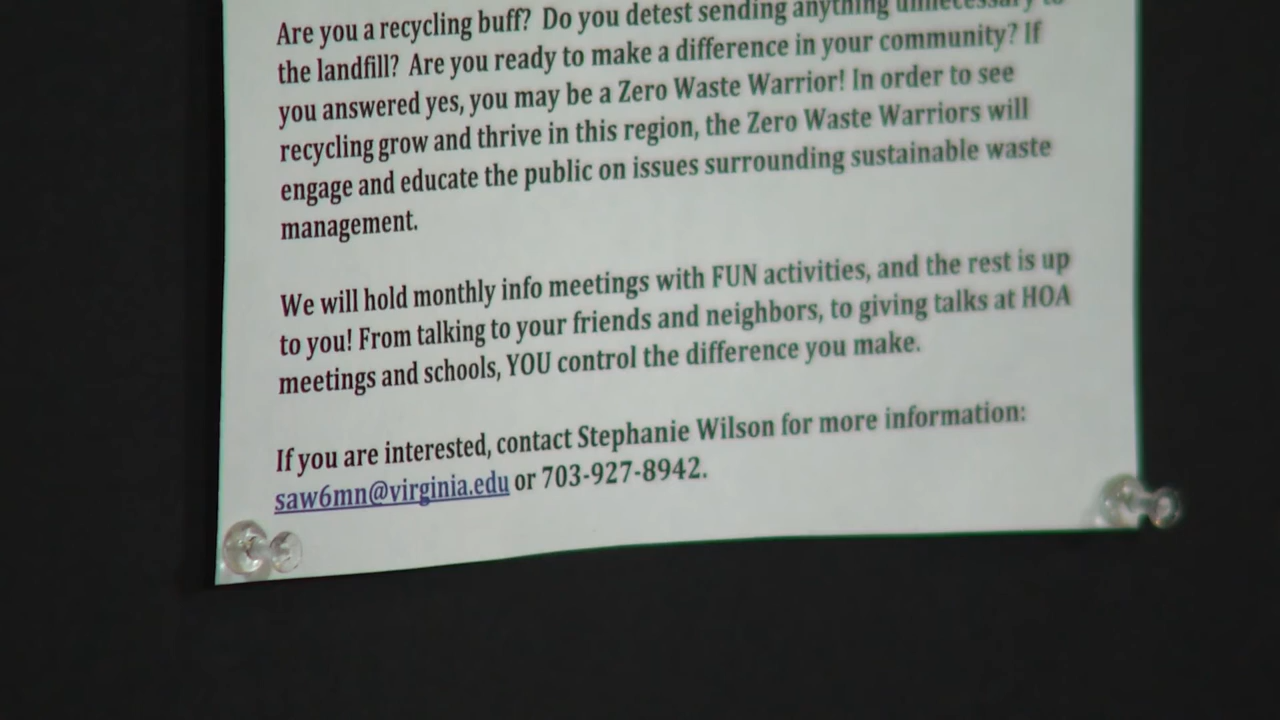 Are you a recycling buff? Do you detest sending anything unnecessary to
the landfill? Are you ready to make a difference in your community? If
you answered yes, you may be a Zero Waste Warrior! In order to see
recycling grow and thrive in this region, the Zero Waste Warriors will
engage and educate the public on issues surrounding sustainable waste
management.
We will hold monthly info meetings with FUN activities, and the rest is up
to you! From talking to your friends and neighbors, to giving talks at HOA
meetings and schools, YOU control the difference you make.
If you are interested, contact Stephanie Wilson for more information:
saw6mn@virginia.edu or 703-927-8942.